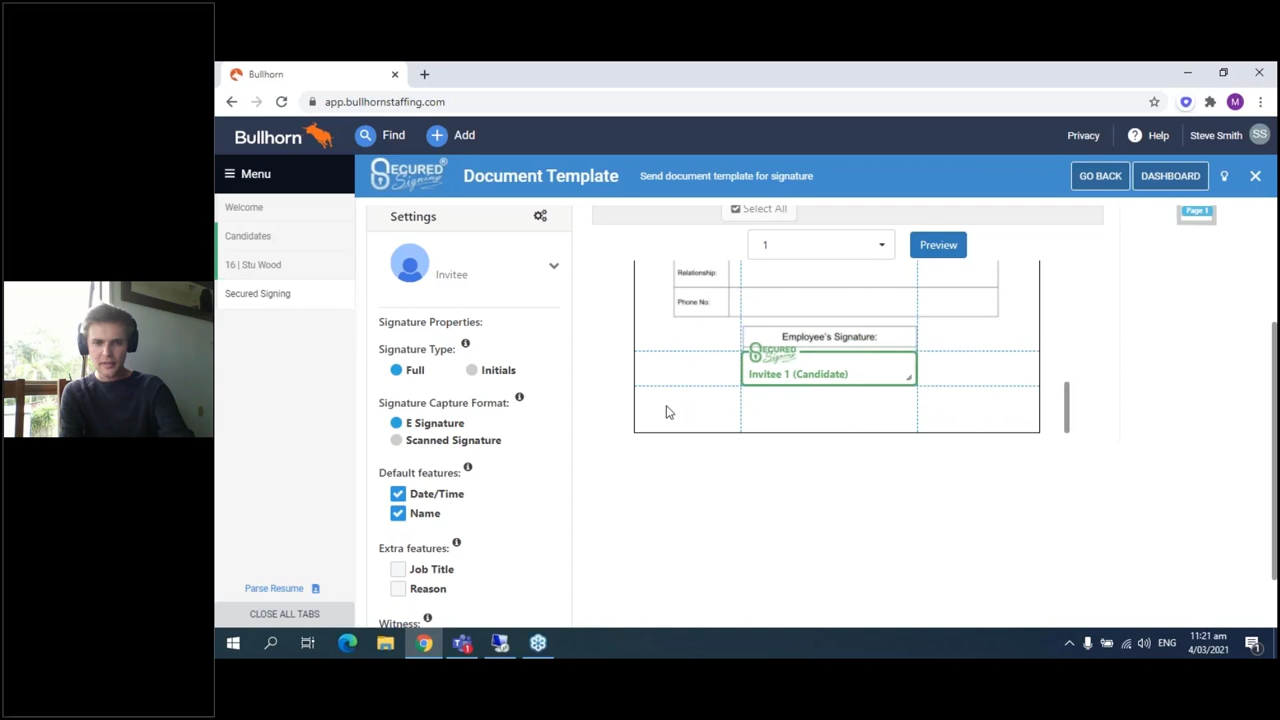 Bullhorn
app.bullhornstaffing.com
M
Bullhorn
Find
Add
Privacy
Help
Steve Smith
SS
Menu
SECURED Signing
Document Template
Send document template for signature
GO BACK
DASHBOARD
Welcome
Candidates
16 | Stu Wood
Secured Signing
Parse Resume
CLOSE ALL TABS
Settings
Invitee
Signature Properties:
Signature Type:
Full
Initials
Signature Capture Format:
E Signature
Scanned Signature
Default features:
Date/Time
Name
Extra features:
Job Title
Reason
Witness:
Select All
1
Preview
Page 1
Relationship:
Phone No:
Employee's Signature:
SECURED Signing
Invitee 1 (Candidate)
ENG
11:21 am
4/03/2021